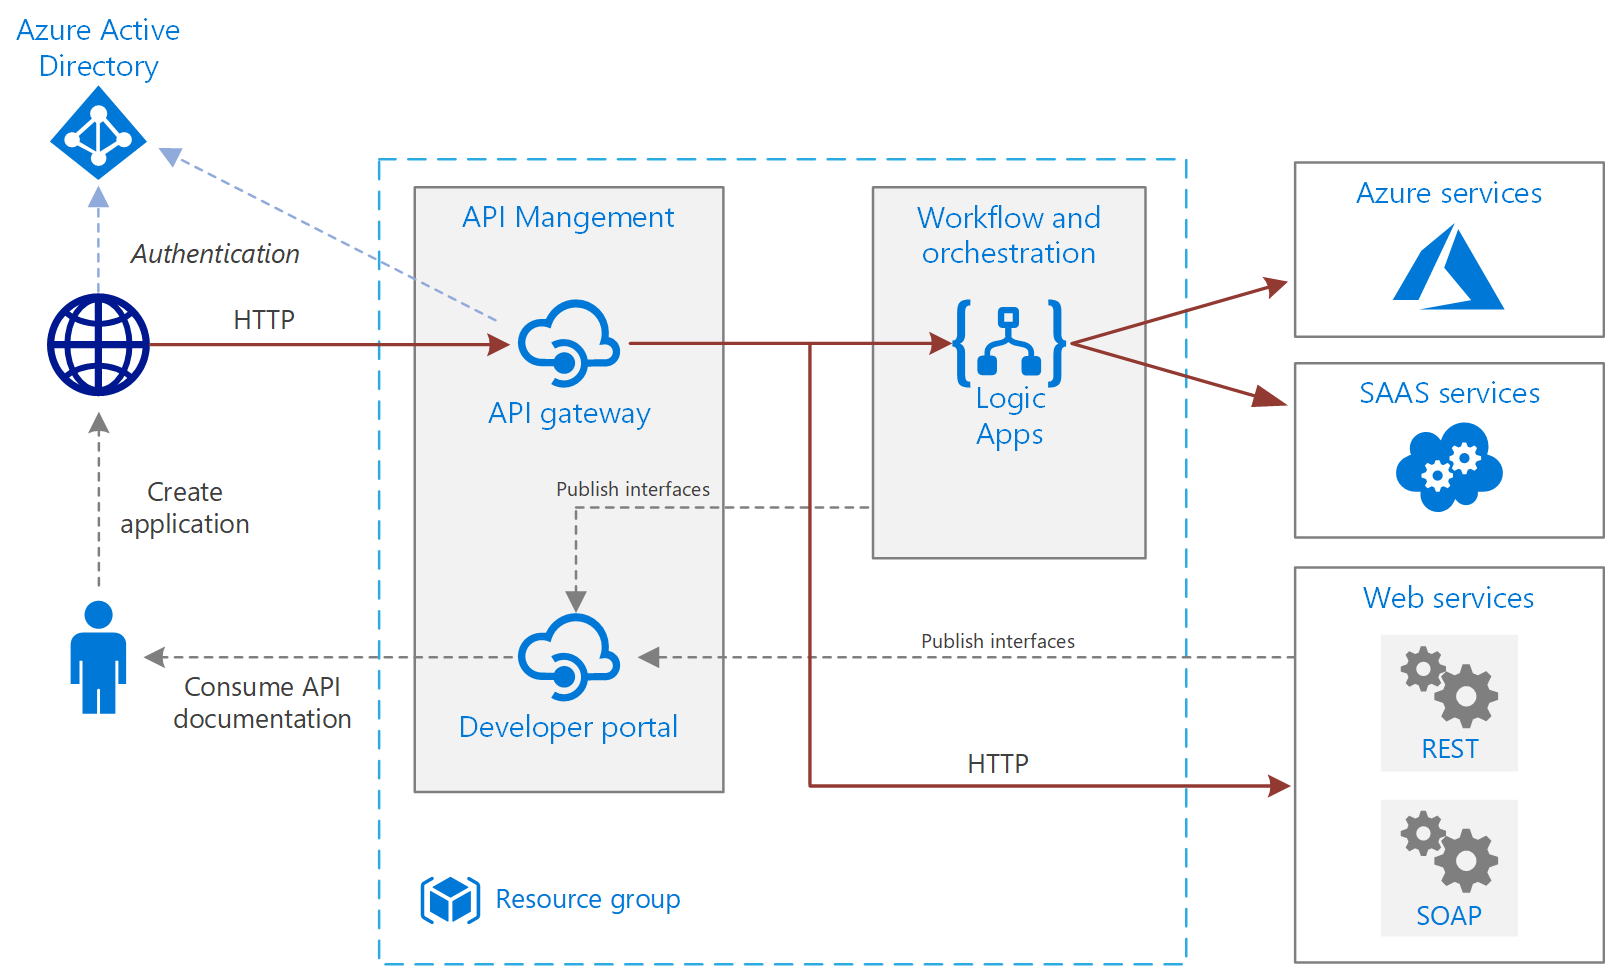 Azure Active
Directory
Authentication
HTTP
Create
application
Consume API
documentation
API Mangement
API gateway
Publish interfaces
Developer portal
Resource group
Workflow and
orchestration
Logic
Apps
Publish interfaces
HTTP
Azure services
SAAS services
Web services
REST
SOAP